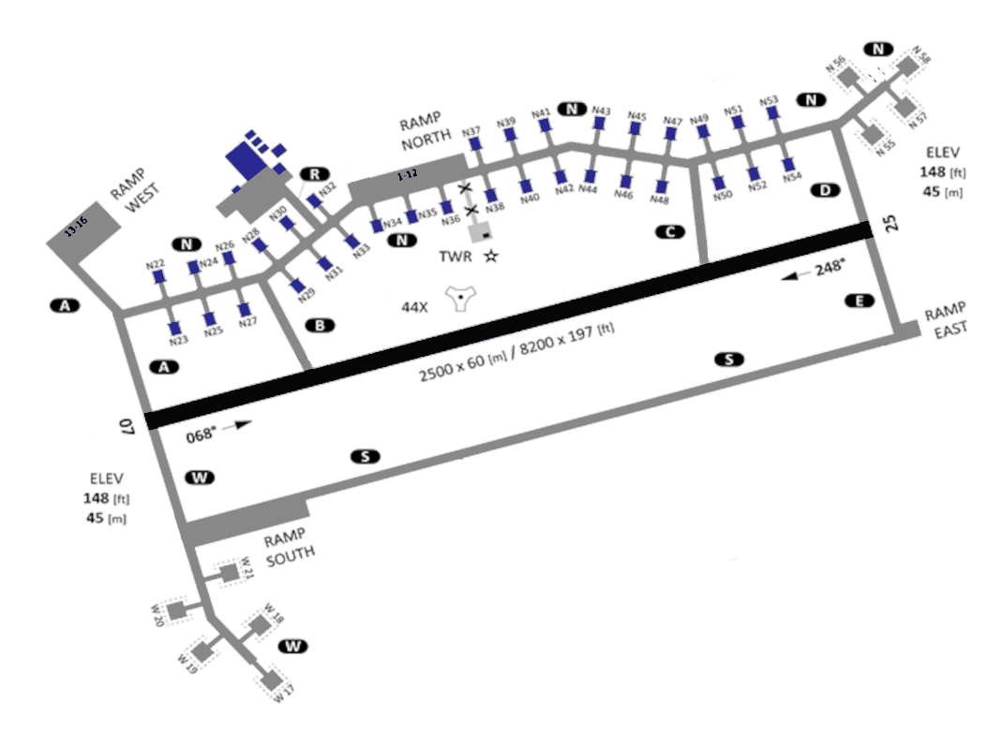 N
N 56
N 58
N 57
N 55
N
N53
N51
N49
N43
N45
N47
N
N41
N39
N37
RAMP
NORTH
1-12
ELEV
148 [ft]
45 [m]
N54
N52
N50
D
N48
N46
N44
N42
N40
N38
N36
N35
N34
N
R
N32
N30
N28
N26
N24
N22
N
RAMP
WEST
13-16
25
C
248°
TWR
N33
N31
N29
N27
N25
N23
A
44X
B
E
RAMP
EAST
A
2500 x 60 [m] / 8200 x 197 [ft]
S
07
068°
S
W
ELEV
148 [ft]
45 [m]
RAMP
SOUTH
W 21
W 20
W 18
W 19
W
W 17